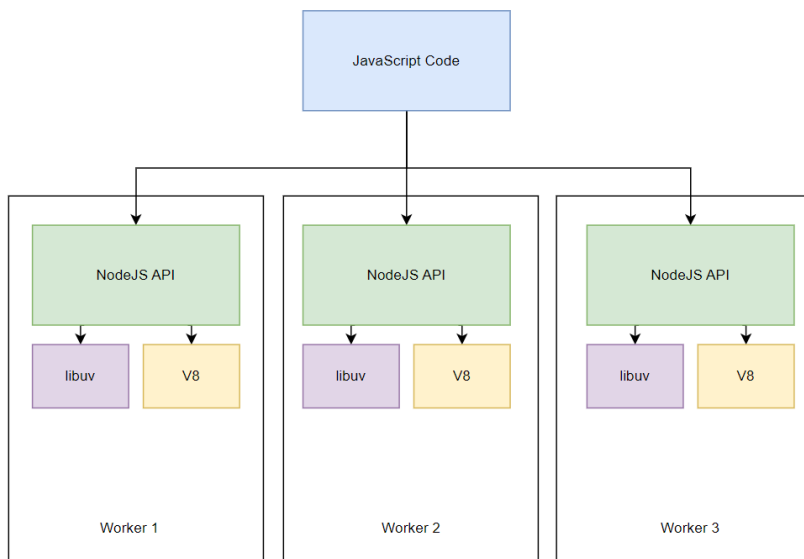 JavaScript Code
NodeJS API
NodeJS API
NodeJS API
libuv
V8
libuv
V8
libuv
V8
Worker 1
Worker 2
Worker 3